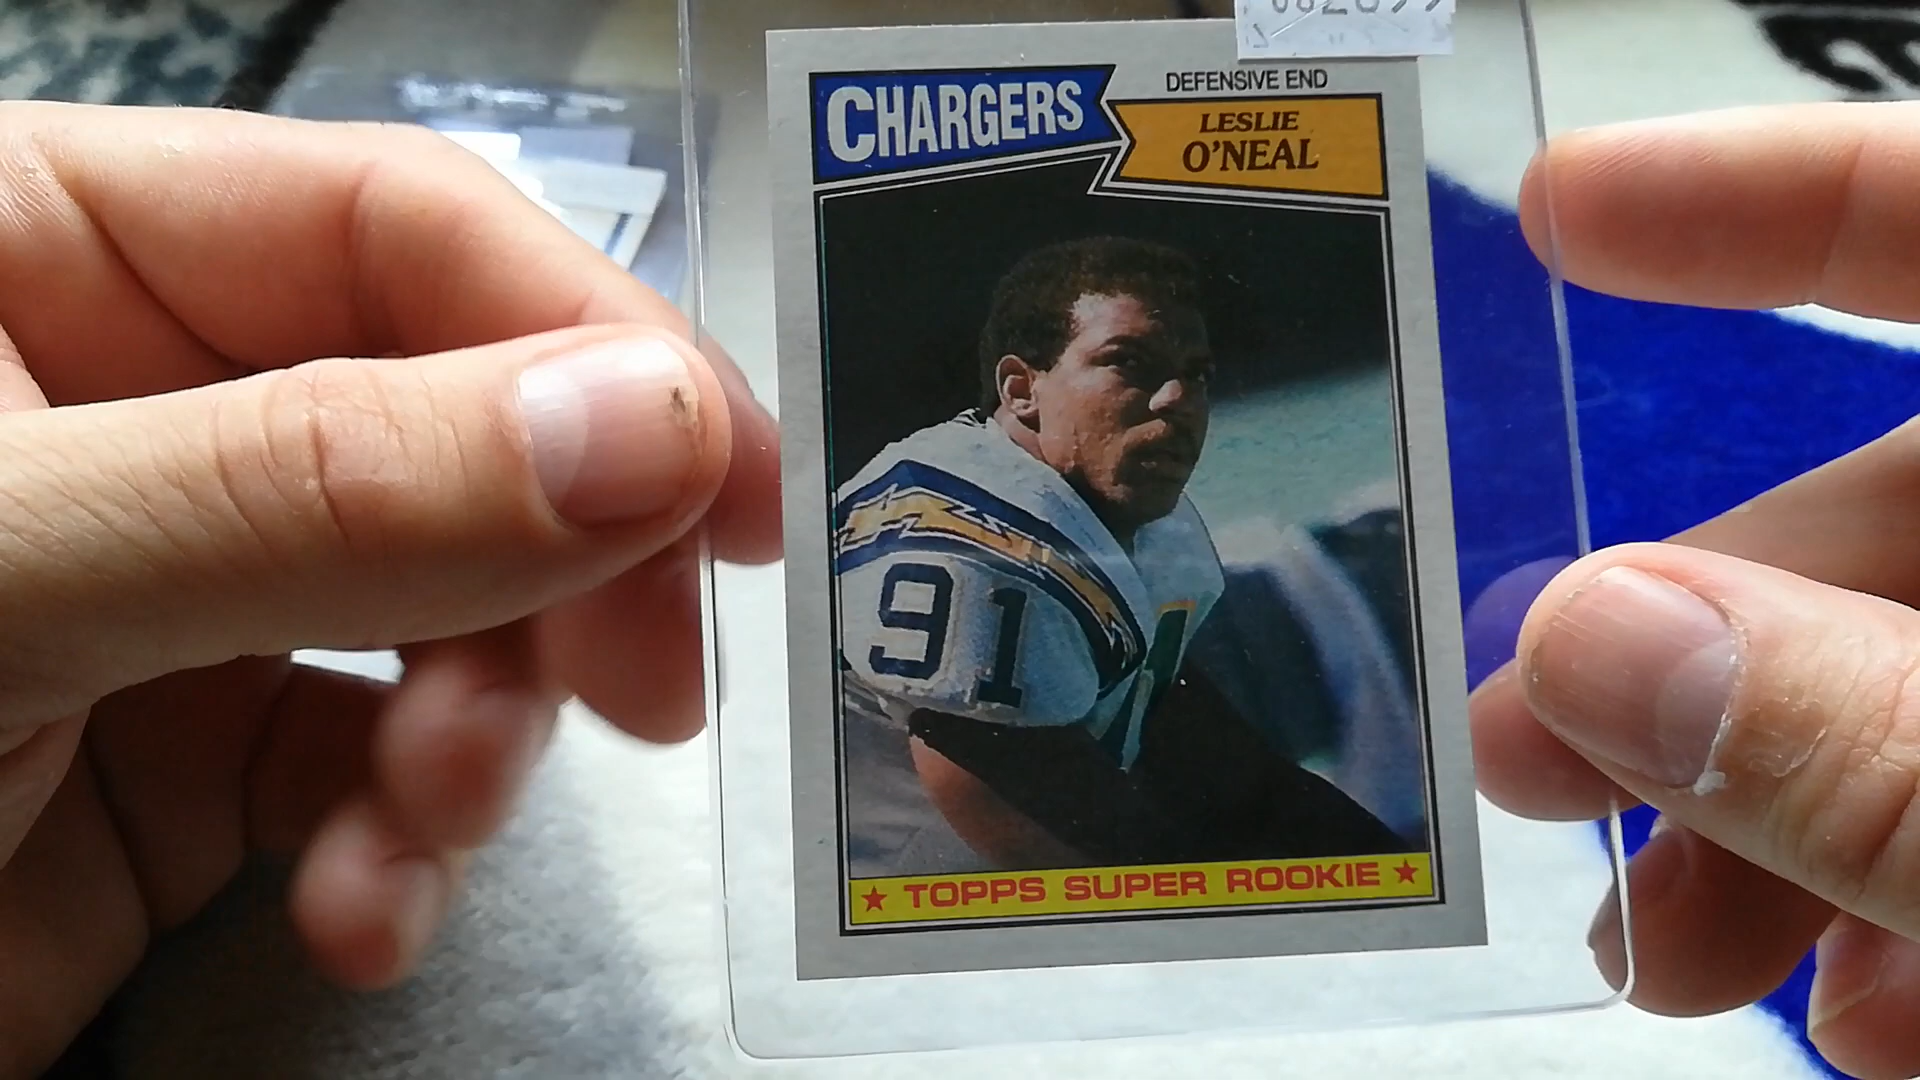 CHARGERS
DEFENSIVE END
LESLIE
O'NEAL
91
★ TOPPS SUPER ROOKIE ★